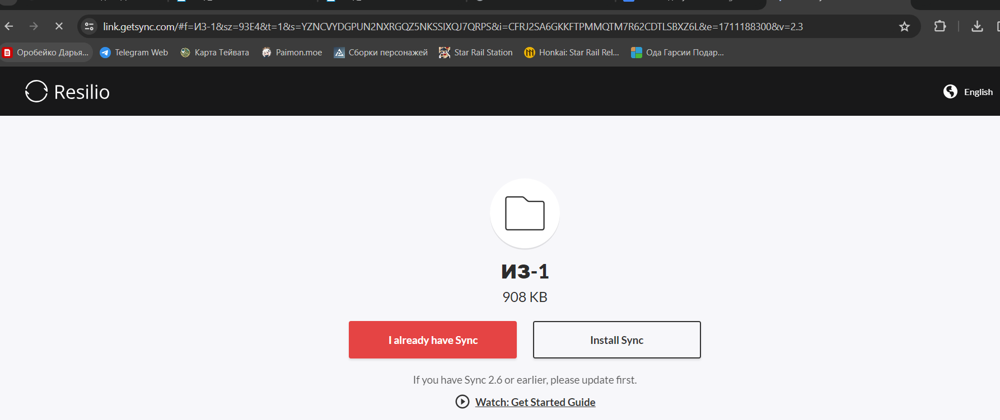 link.getsync.com/#f=ИЗ-1&sz=93E4&t=1&s=YZNCVYDGPUN2NXRGQZ5NKSSIXQJ7QRPS&i=CFRJ2SA6GKKFTPMMQTM7R62CDTLSBXZ6L&e=1711188300&v=2.3
Оробейко Дарья... Telegram Web Карта Тейвата Paimon.moe Сборки персонажей Star Rail Station Honkai: Star Rail Rel... Ода Гарсии Подар...
Resilio English
ИЗ-1
908 KB
I already have Sync Install Sync
If you have Sync 2.6 or earlier, please update first.
Watch: Get Started Guide